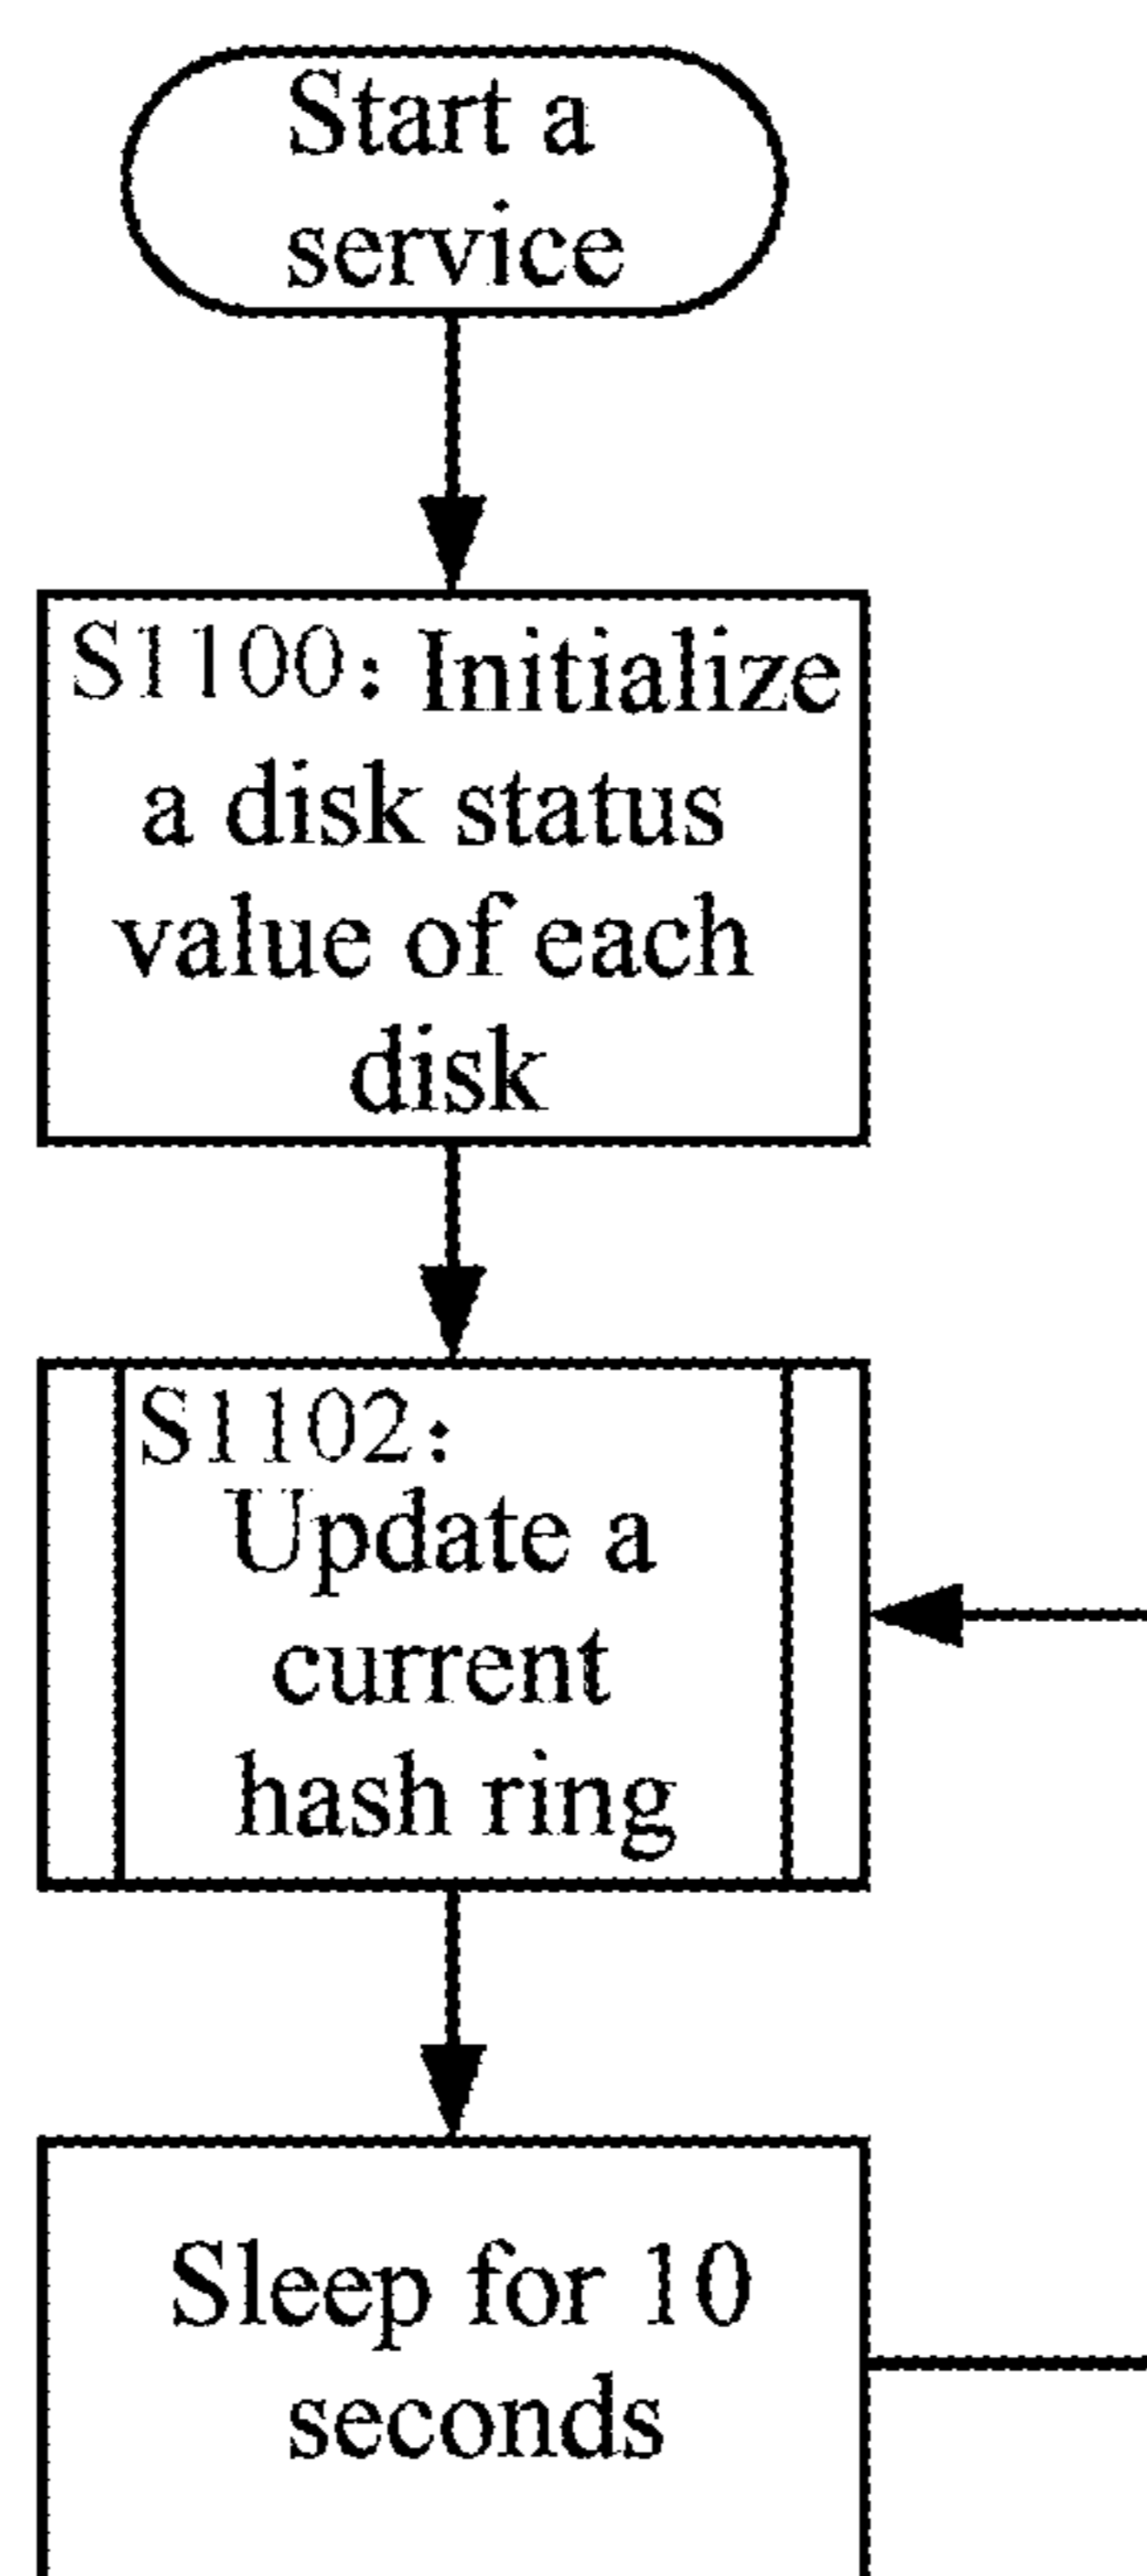 Start a
service
S1100: Initialize
a disk status
value of each
disk
S1102:
Update a
current
hash ring
Sleep for 10
seconds